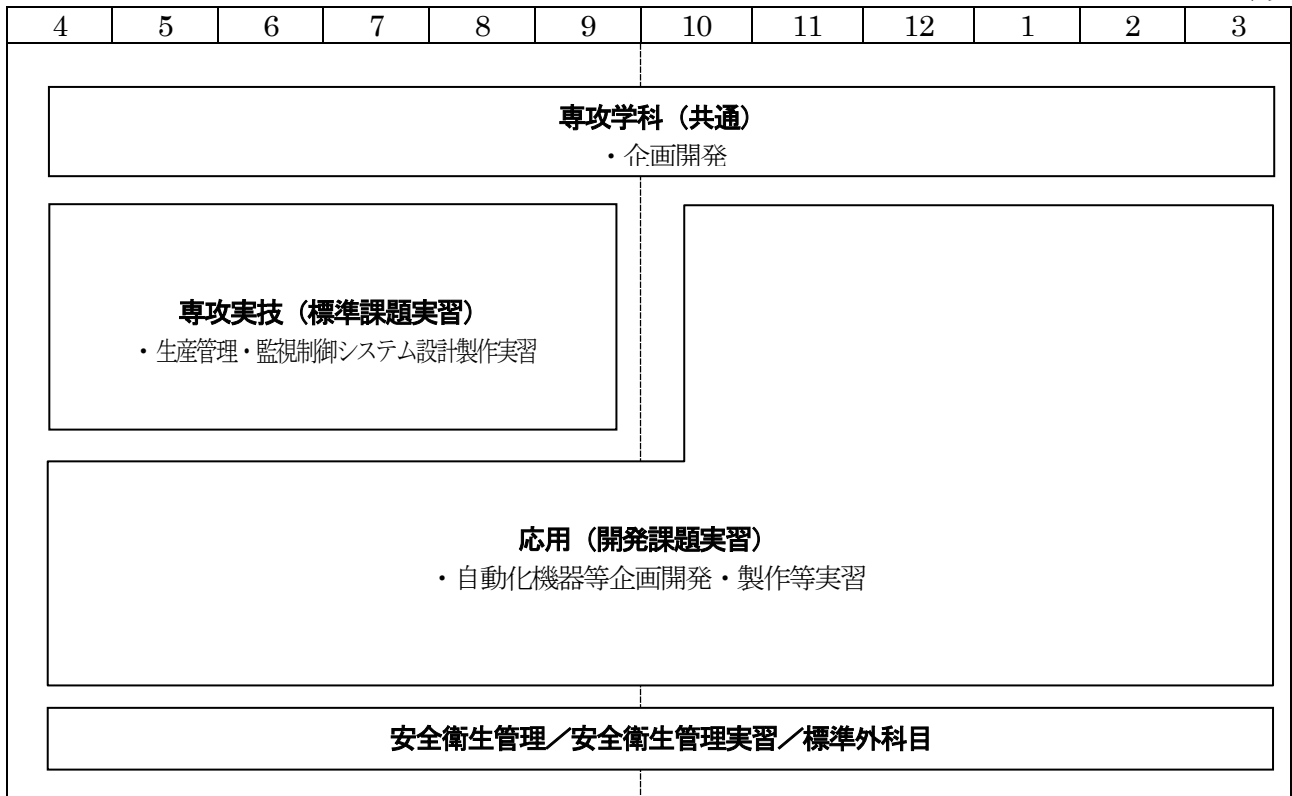 4 5 6 7 8 9 10 11 12 1 2 3
専攻学科（共通）
・企画開発
専攻実技（標準課題実習）
・生産管理・監視制御システム設計製作実習
応用（開発課題実習）
・自動化機器等企画開発・製作等実習
安全衛生管理／安全衛生管理実習／標準外科目